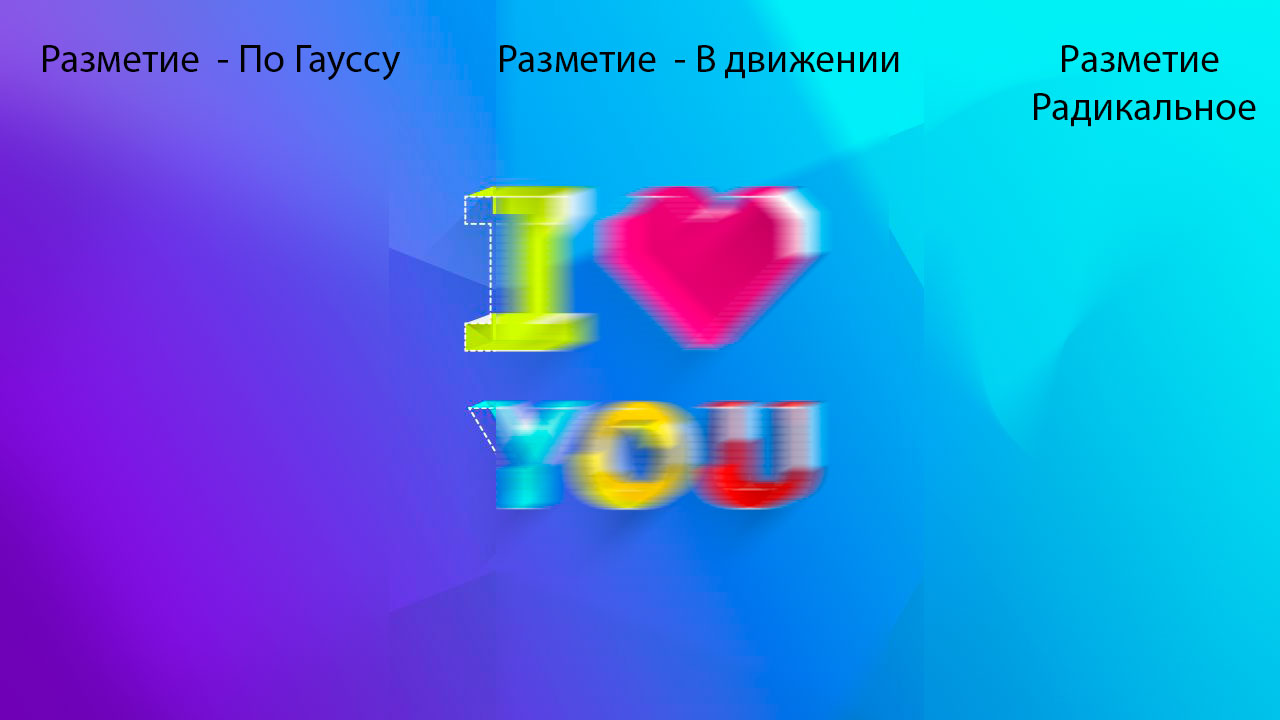 Разметие - По Гауссу
Разметие - В движении
Разметие
Радикальное
I
YOU